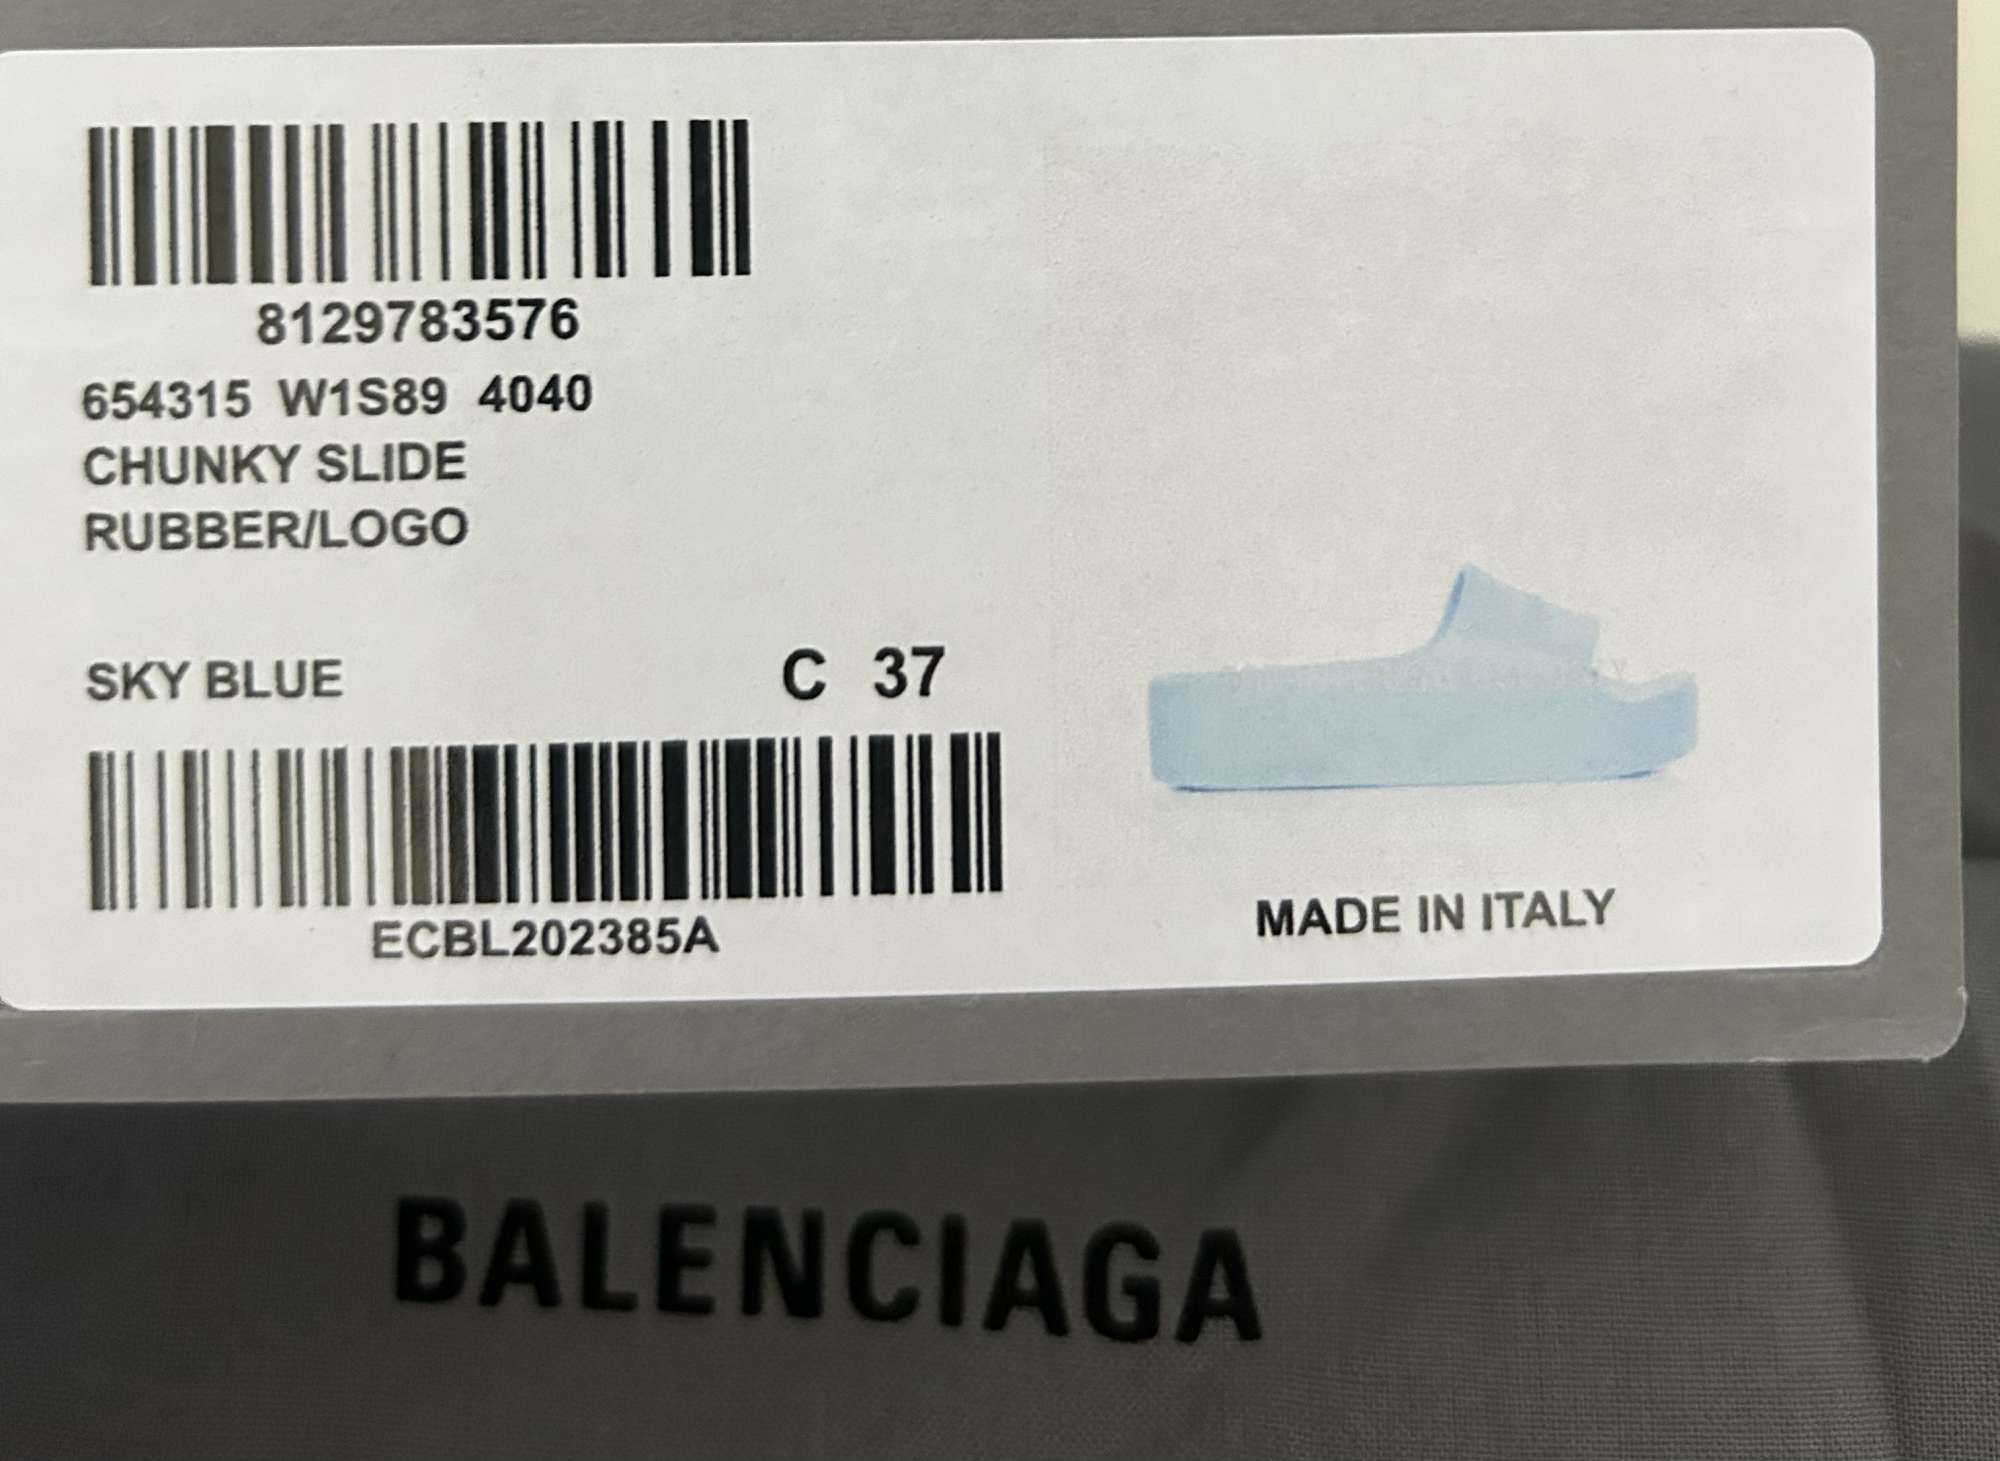 8129783576
654315 W1S89 4040
CHUNKY SLIDE
RUBBER/LOGO
SKY BLUE C 37
ECBL202385A
MADE IN ITALY
BALENCIAGA